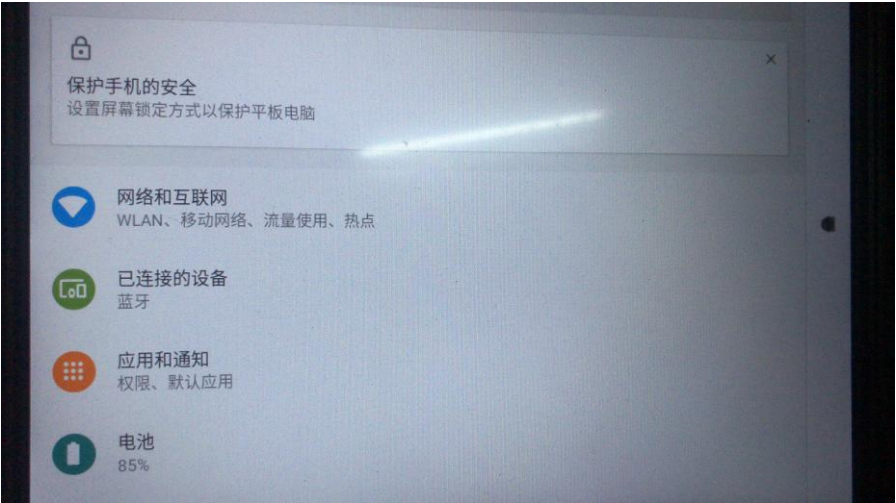 保护手机的安全
设置屏幕锁定方式以保护平板电脑
网络和互联网
WLAN、移动网络、流量使用、热点
已连接的设备
蓝牙
应用和通知
权限、默认应用
电池
85%